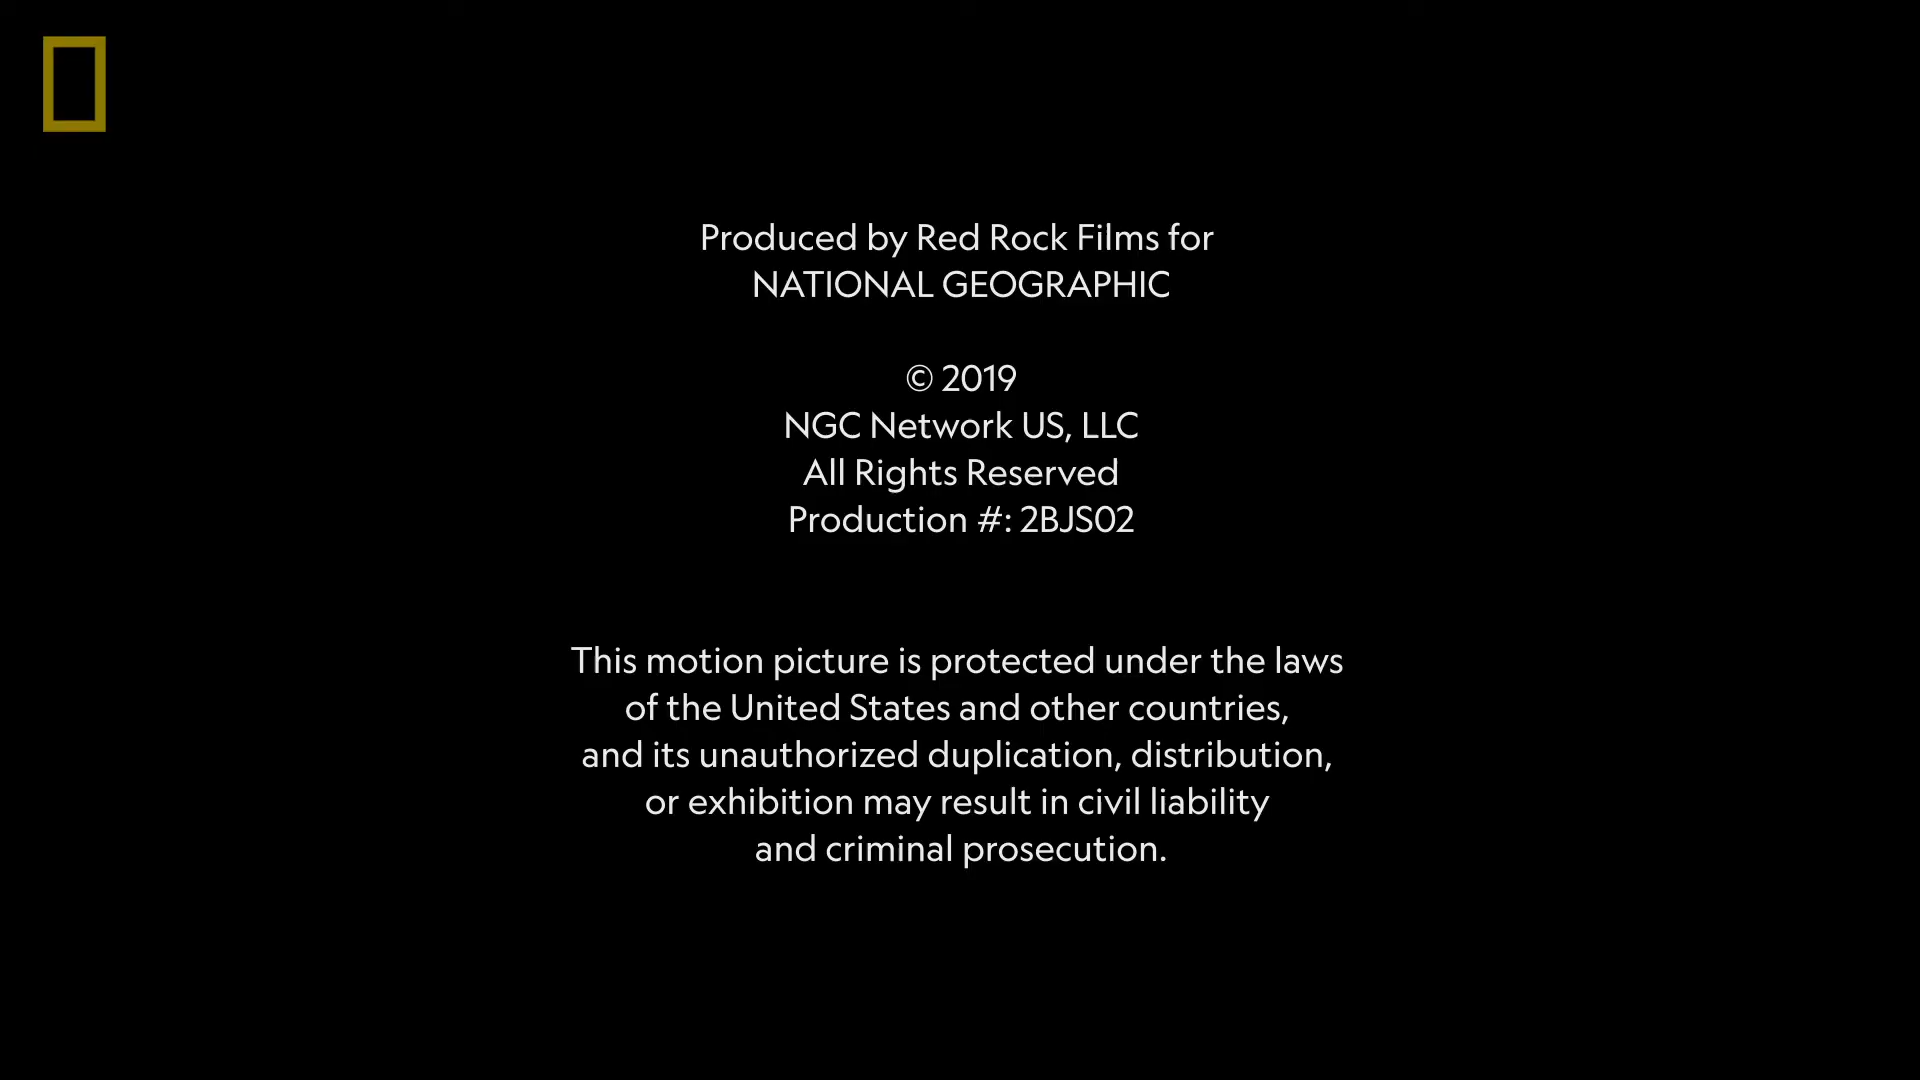 Produced by Red Rock Films for
NATIONAL GEOGRAPHIC
© 2019
NGC Network US, LLC
All Rights Reserved
Production #: 2BJS02
This motion picture is protected under the laws
of the United States and other countries,
and its unauthorized duplication, distribution,
or exhibition may result in civil liability
and criminal prosecution.